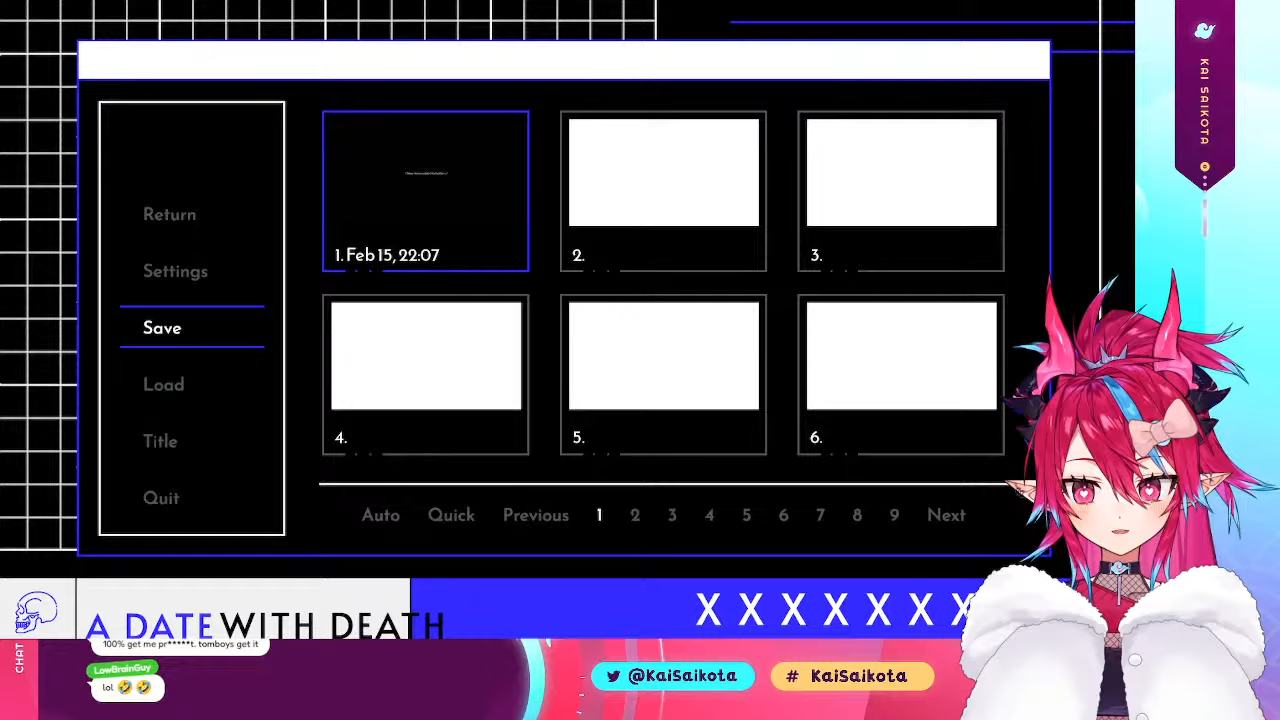 KAI SAIKOTA
Return
Settings
Save
Load
Title
Quit
1. Feb 15, 22:07
2.
3.
4.
5.
6.
Auto Quick Previous 1 2 3 4 5 6 7 8 9 Next
A DATE WITH DEATH
X X X X X X X
CHAT
100% get me pr*****t. tomboys get it
LowBrainGuy
lol 🤣 🤣
@KaiSaikota
# KaiSaikota